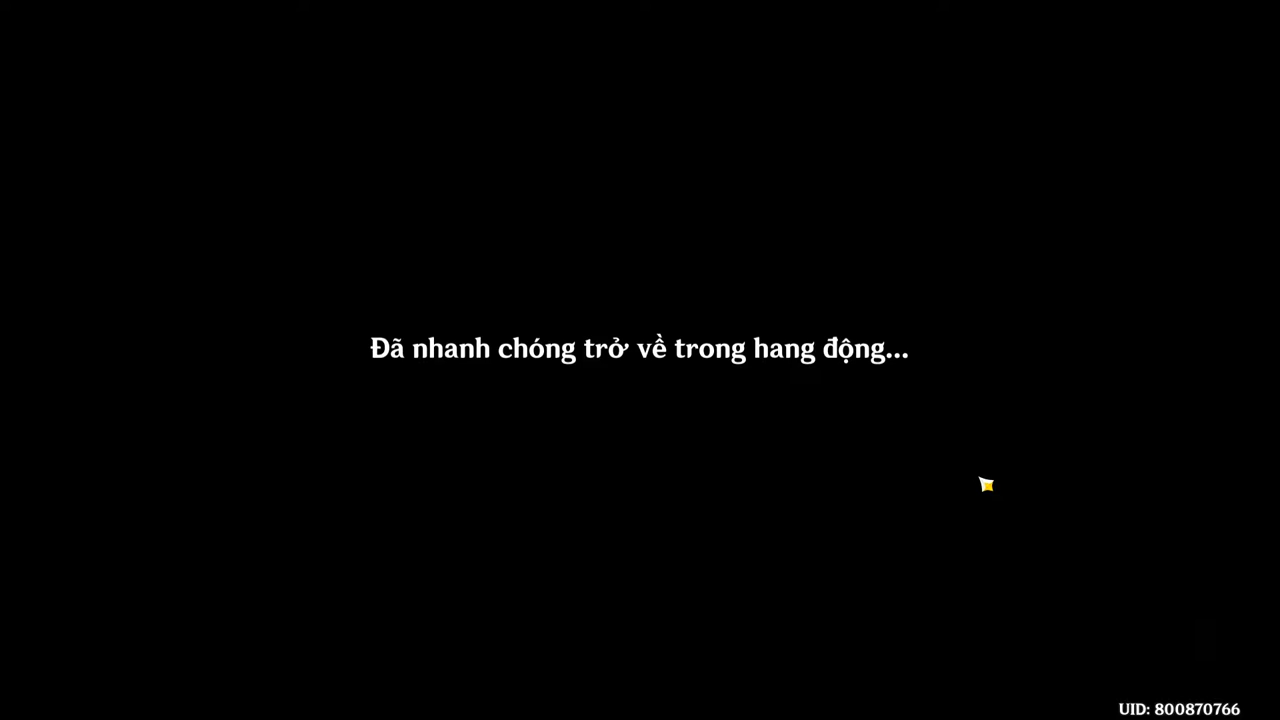 Đã nhanh chóng trở về trong hang động...
UID: 800870766